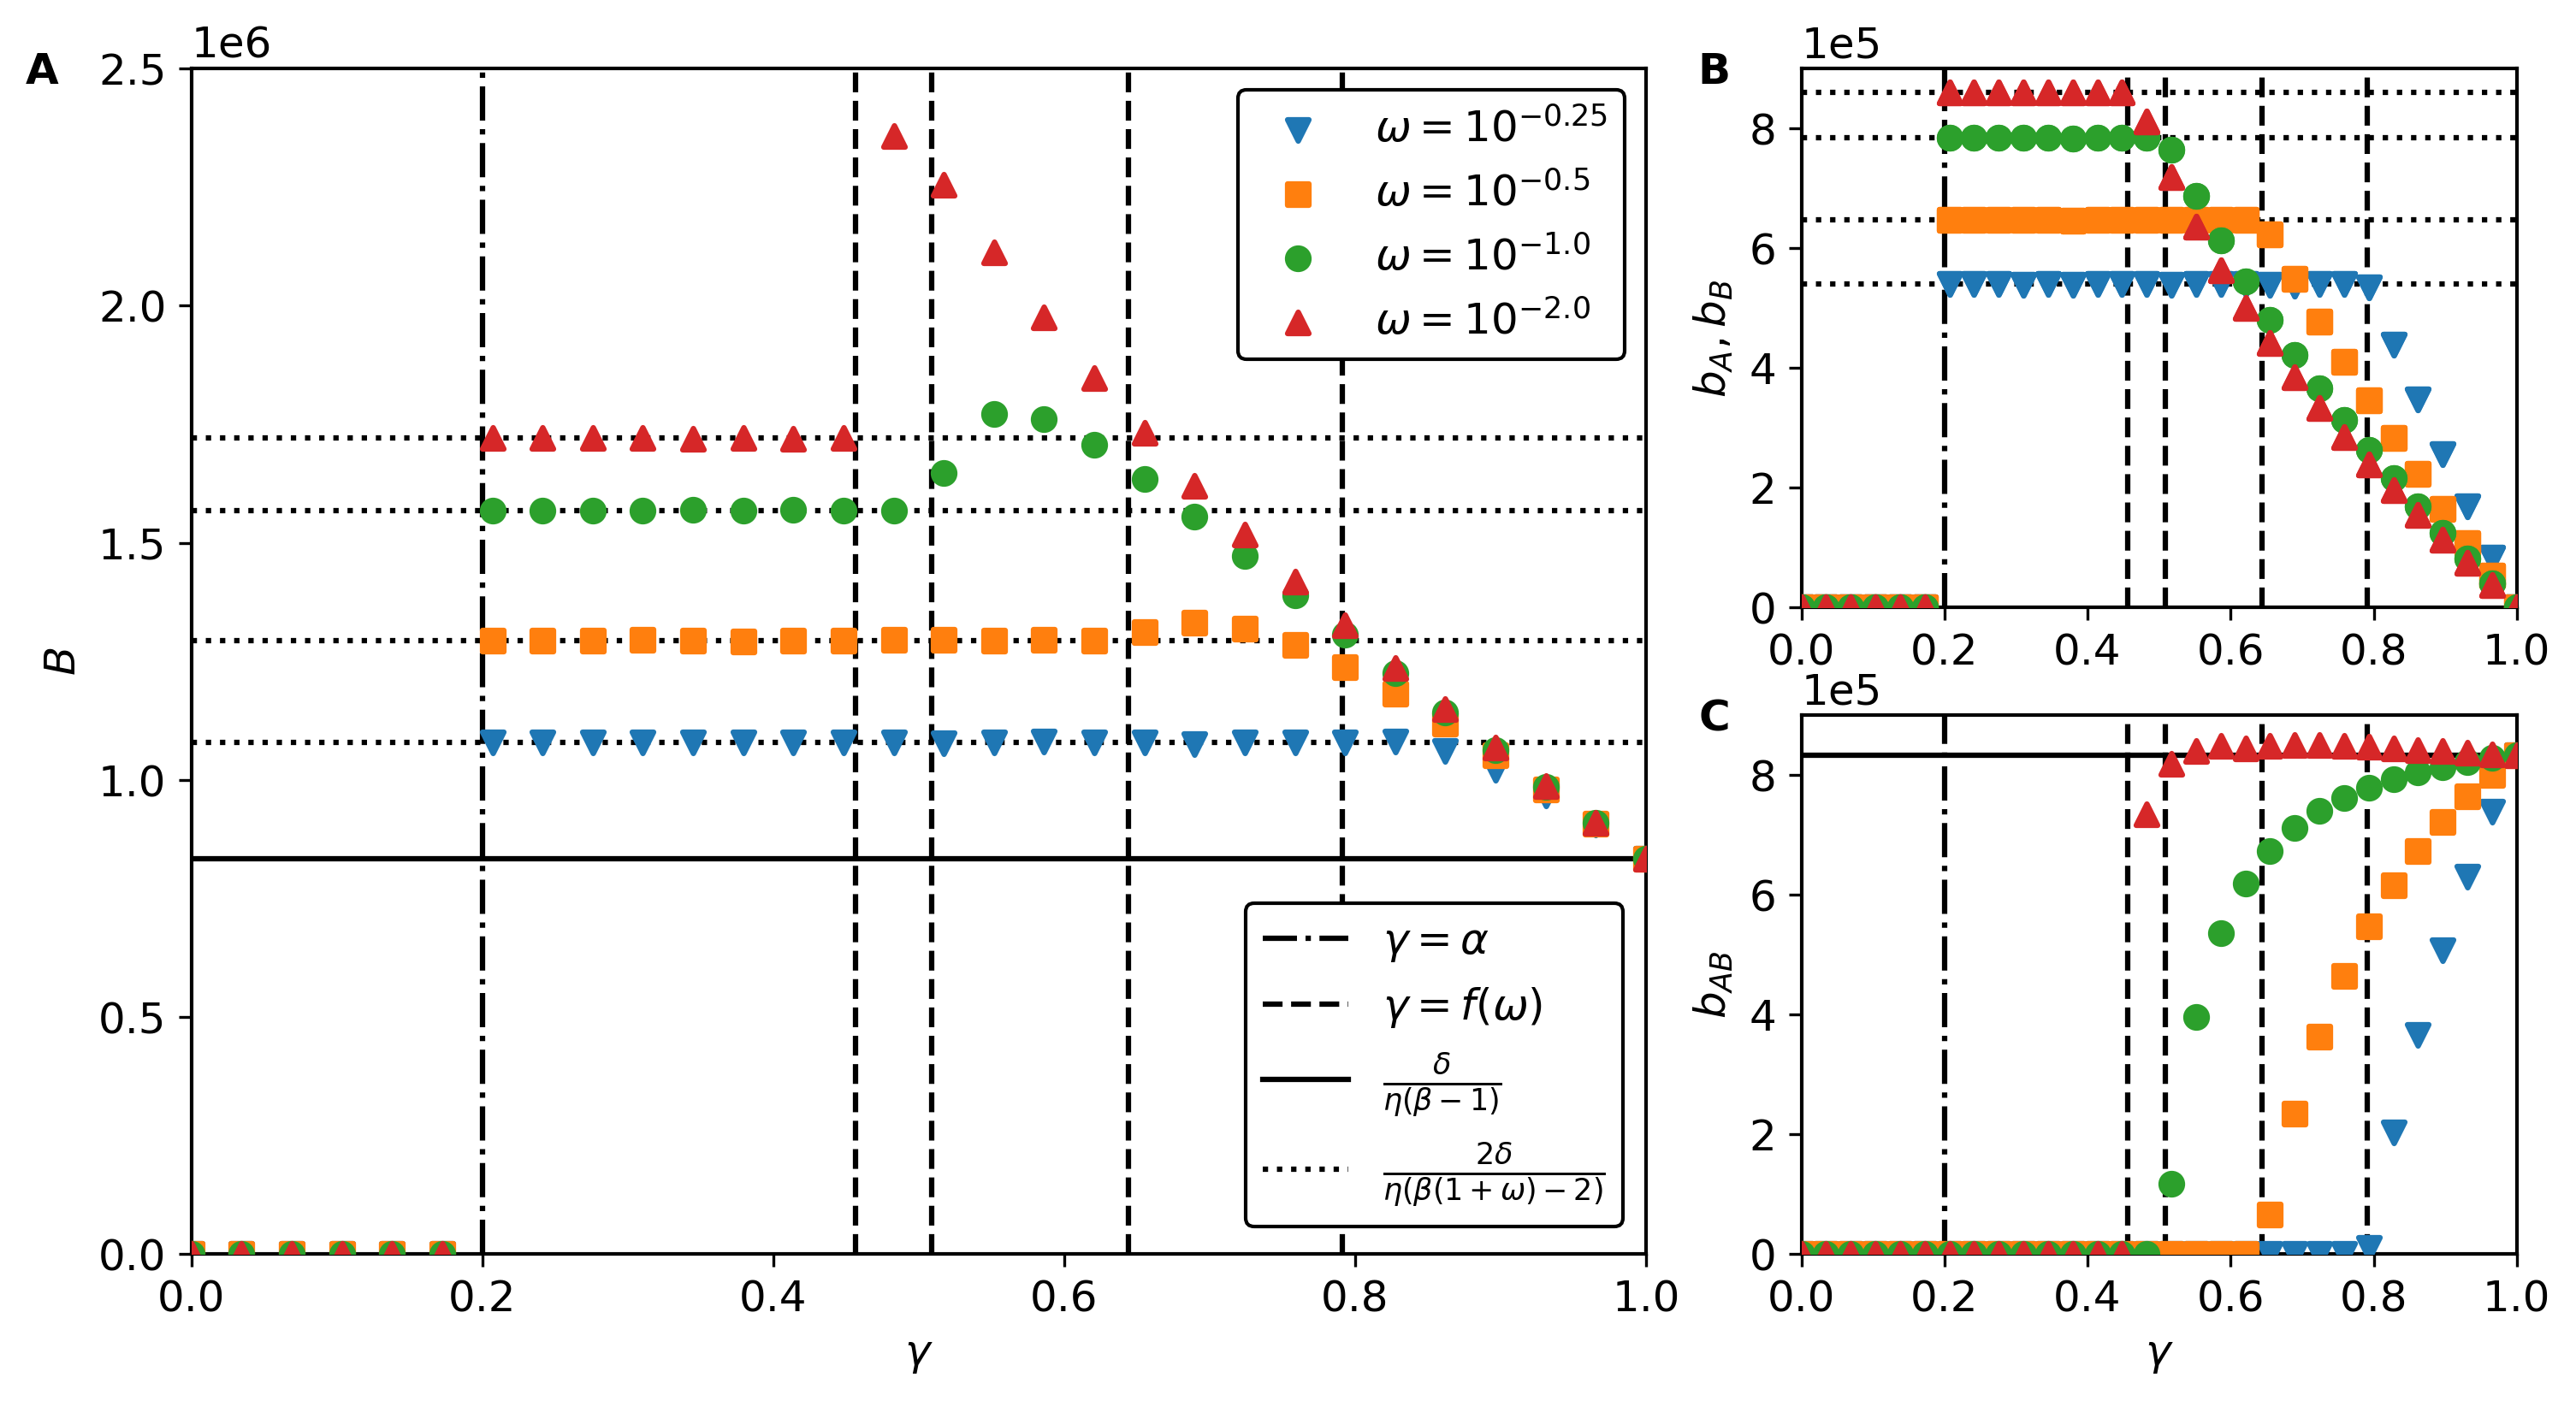 A
1e6
2.5
2.0
1.5
1.0
0.5
0.0
B
0.0 0.2 0.4 0.6 0.8 1.0
γ
ω = 10^{-0.25}
ω = 10^{-0.5}
ω = 10^{-1.0}
ω = 10^{-2.0}
γ = α
γ = f(ω)
\frac{δ}{η(β − 1)}
\frac{2δ}{η(β(1 + ω) − 2)}
B
1e5
8
6
4
2
0
b_A, b_B
0.0 0.2 0.4 0.6 0.8 1.0
C
1e5
8
6
4
2
0
b_{AB}
0.0 0.2 0.4 0.6 0.8 1.0
γ